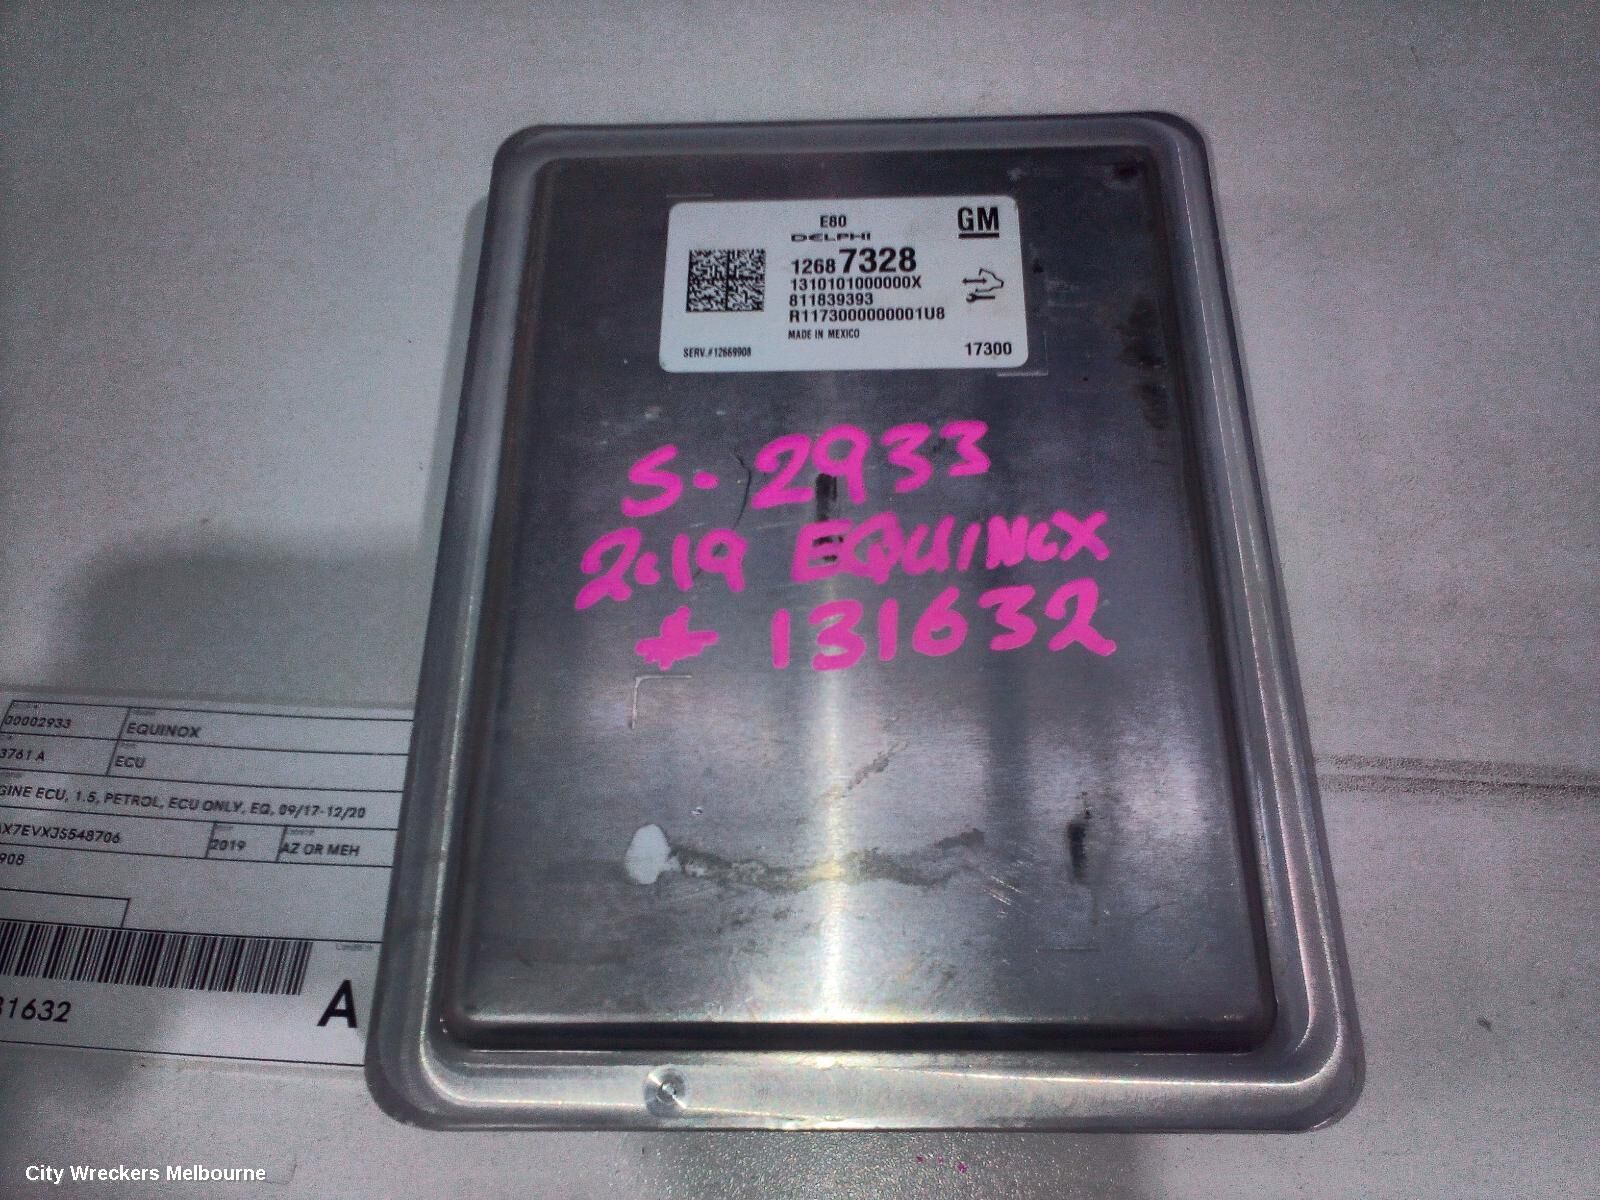 E80
GM
DELPHI
12687328
1310101000000X
811839393
R1173000000001U8
MADE IN MEXICO
SERV.#12669908
17300
S-2933
2019 EQUINOX
* 131632
00002933
EQUINOX
3761 A
ECU
GINE ECU, 1.5, PETROL, ECU ONLY, EQ, 09/17-12/20
AX7EVXJS548706
2019
AZ OR MEH
908
31632
A
City Wreckers Melbourne